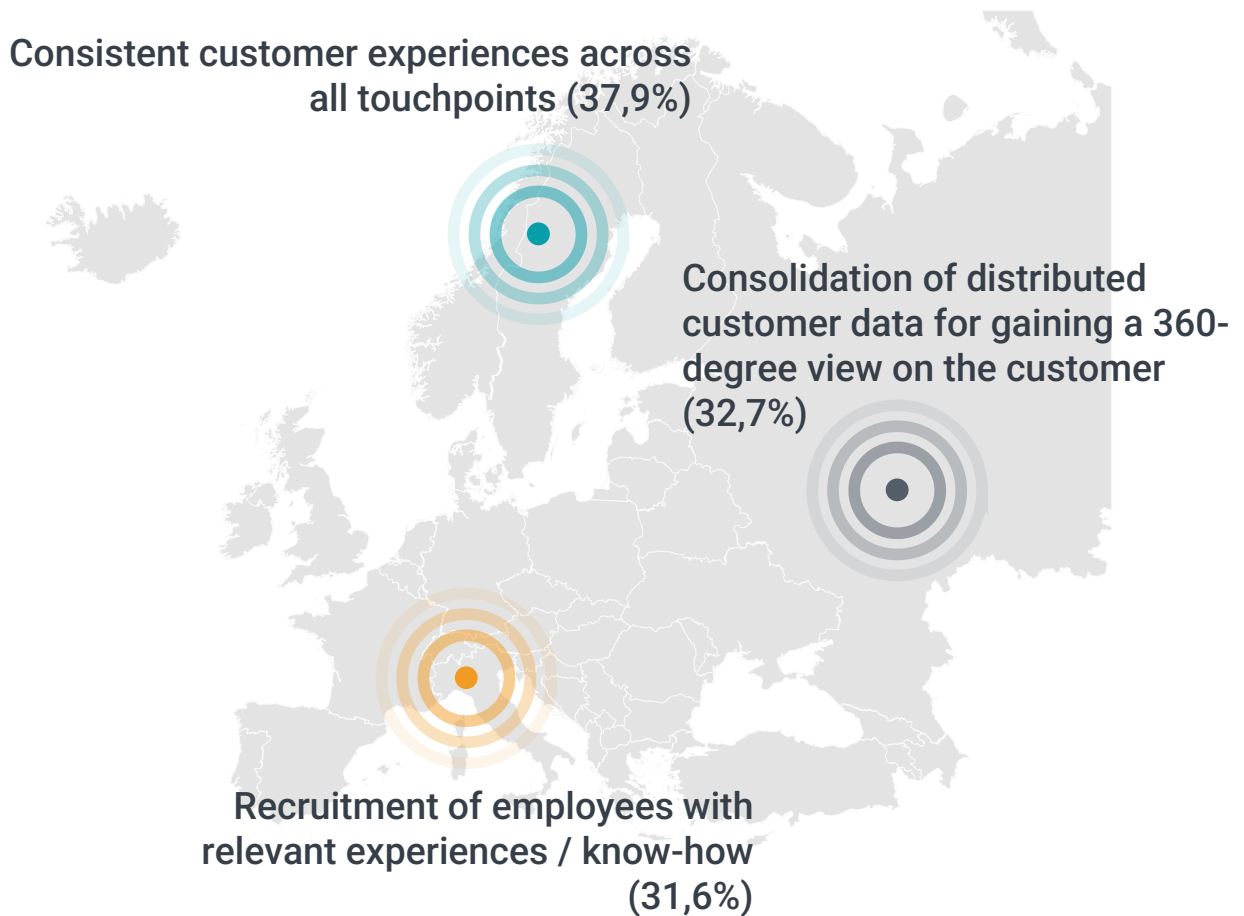 Consistent customer experiences across
all touchpoints (37,9%)
Consolidation of distributed
customer data for gaining a 360-
degree view on the customer
(32,7%)
Recruitment of employees with
relevant experiences / know-how
(31,6%)